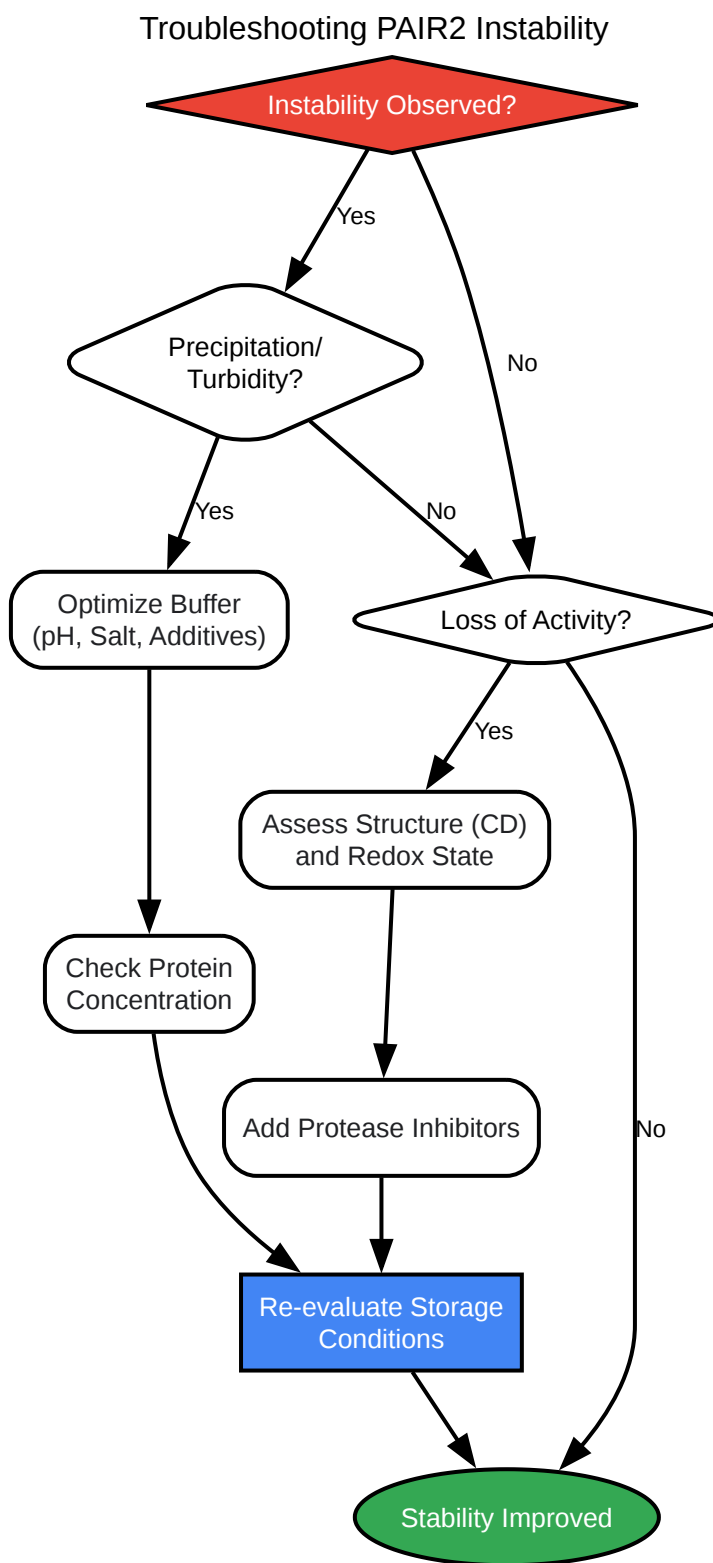 Troubleshooting PAIR2 Instability
Instability Observed?
Yes
Precipitation/
Turbidity?
No
Yes
No
Optimize Buffer
(pH, Salt, Additives)
Loss of Activity?
Yes
Assess Structure (CD)
and Redox State
Check Protein
Concentration
Add Protease Inhibitors
No
Re-evaluate Storage
Conditions
Stability Improved